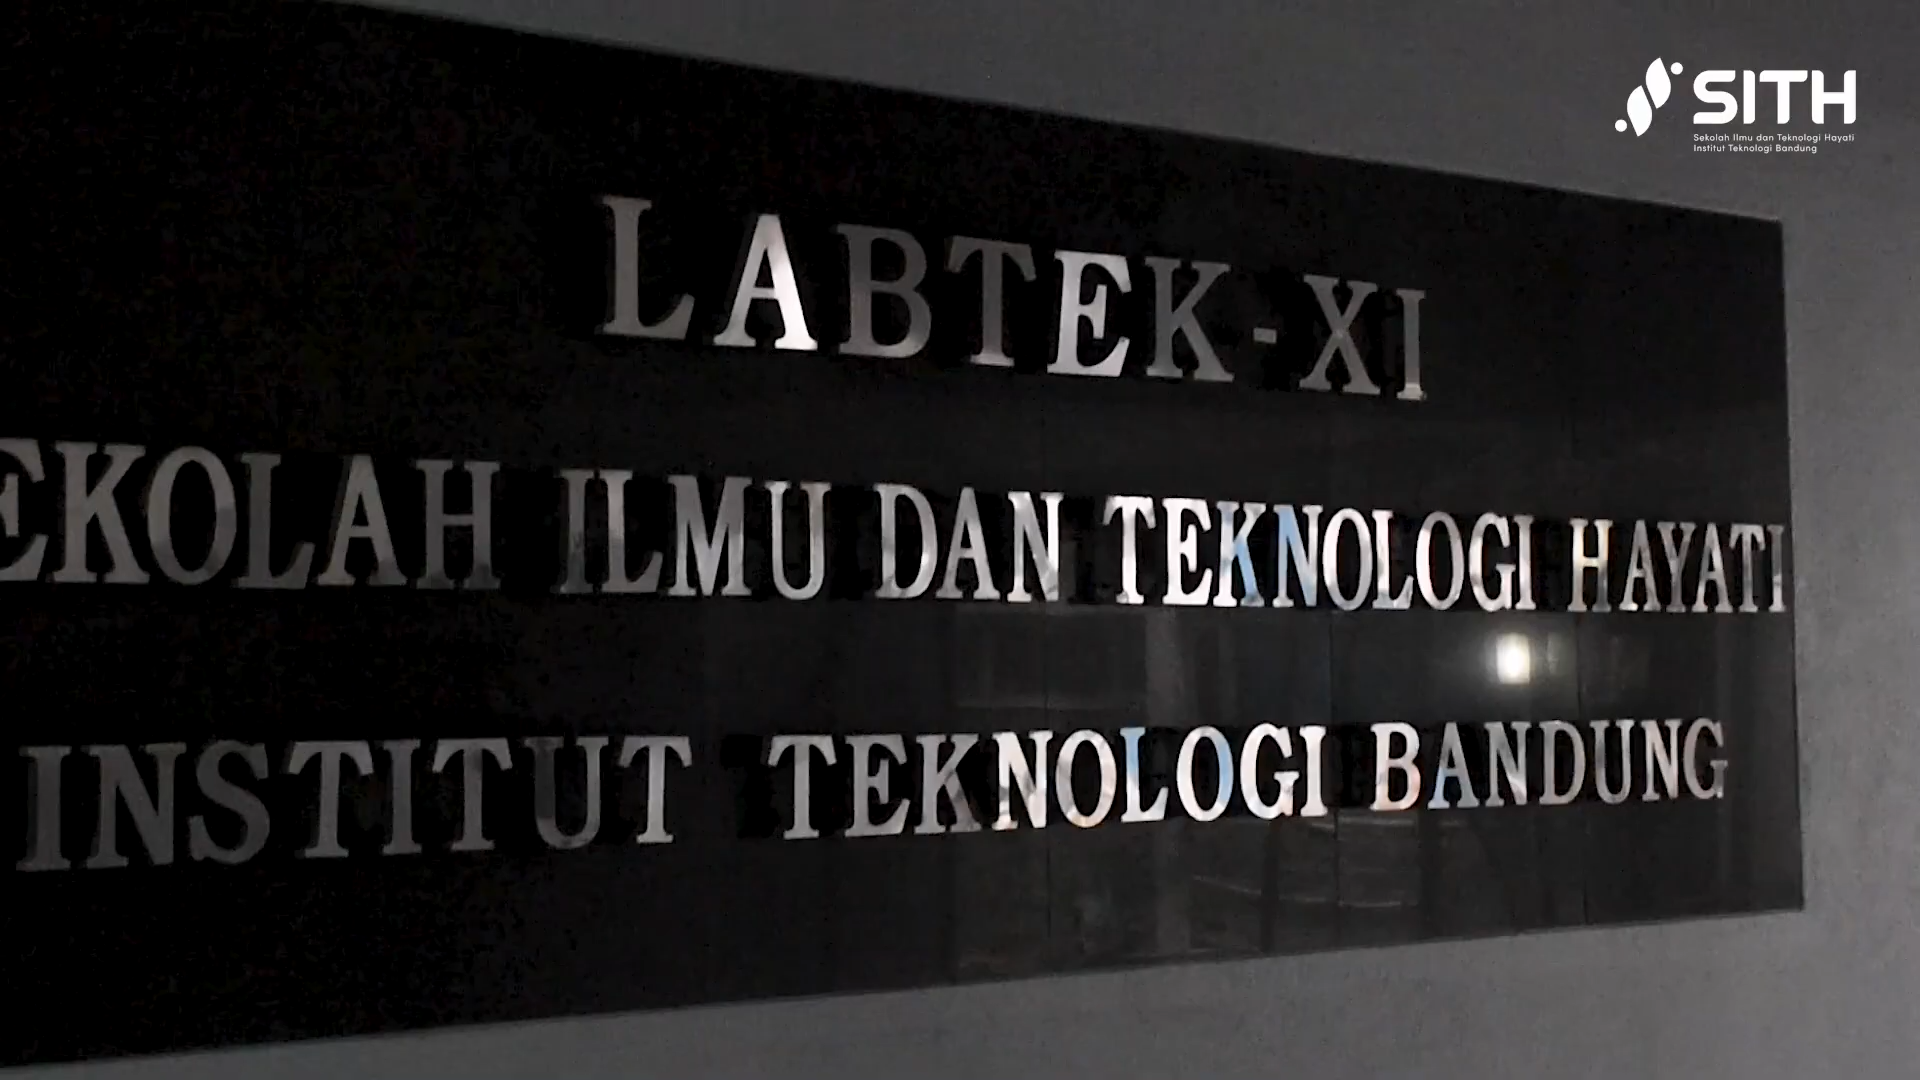 SITH
Sekolah Ilmu dan Teknologi Hayati
Institut Teknologi Bandung
LABTEK-XI
EKOLAH ILMU DAN TEKNOLOGI HAYATI
INSTITUT TEKNOLOGI BANDUNG